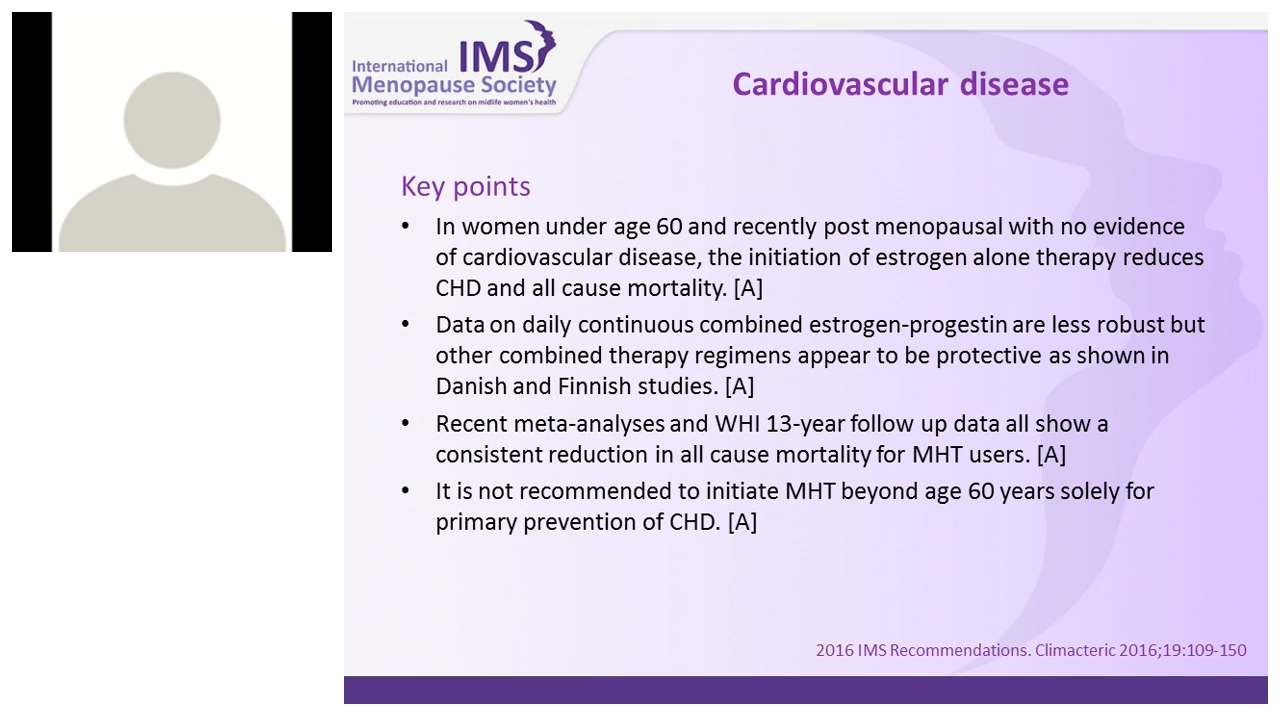 International IMS
Menopause Society
Promoting education and research on midlife women's health
Cardiovascular disease
Key points
• In women under age 60 and recently post menopausal with no evidence
of cardiovascular disease, the initiation of estrogen alone therapy reduces
CHD and all cause mortality. [A]
• Data on daily continuous combined estrogen-progestin are less robust but
other combined therapy regimens appear to be protective as shown in
Danish and Finnish studies. [A]
• Recent meta-analyses and WHI 13-year follow up data all show a
consistent reduction in all cause mortality for MHT users. [A]
• It is not recommended to initiate MHT beyond age 60 years solely for
primary prevention of CHD. [A]
2016 IMS Recommendations. Climacteric 2016;19:109-150